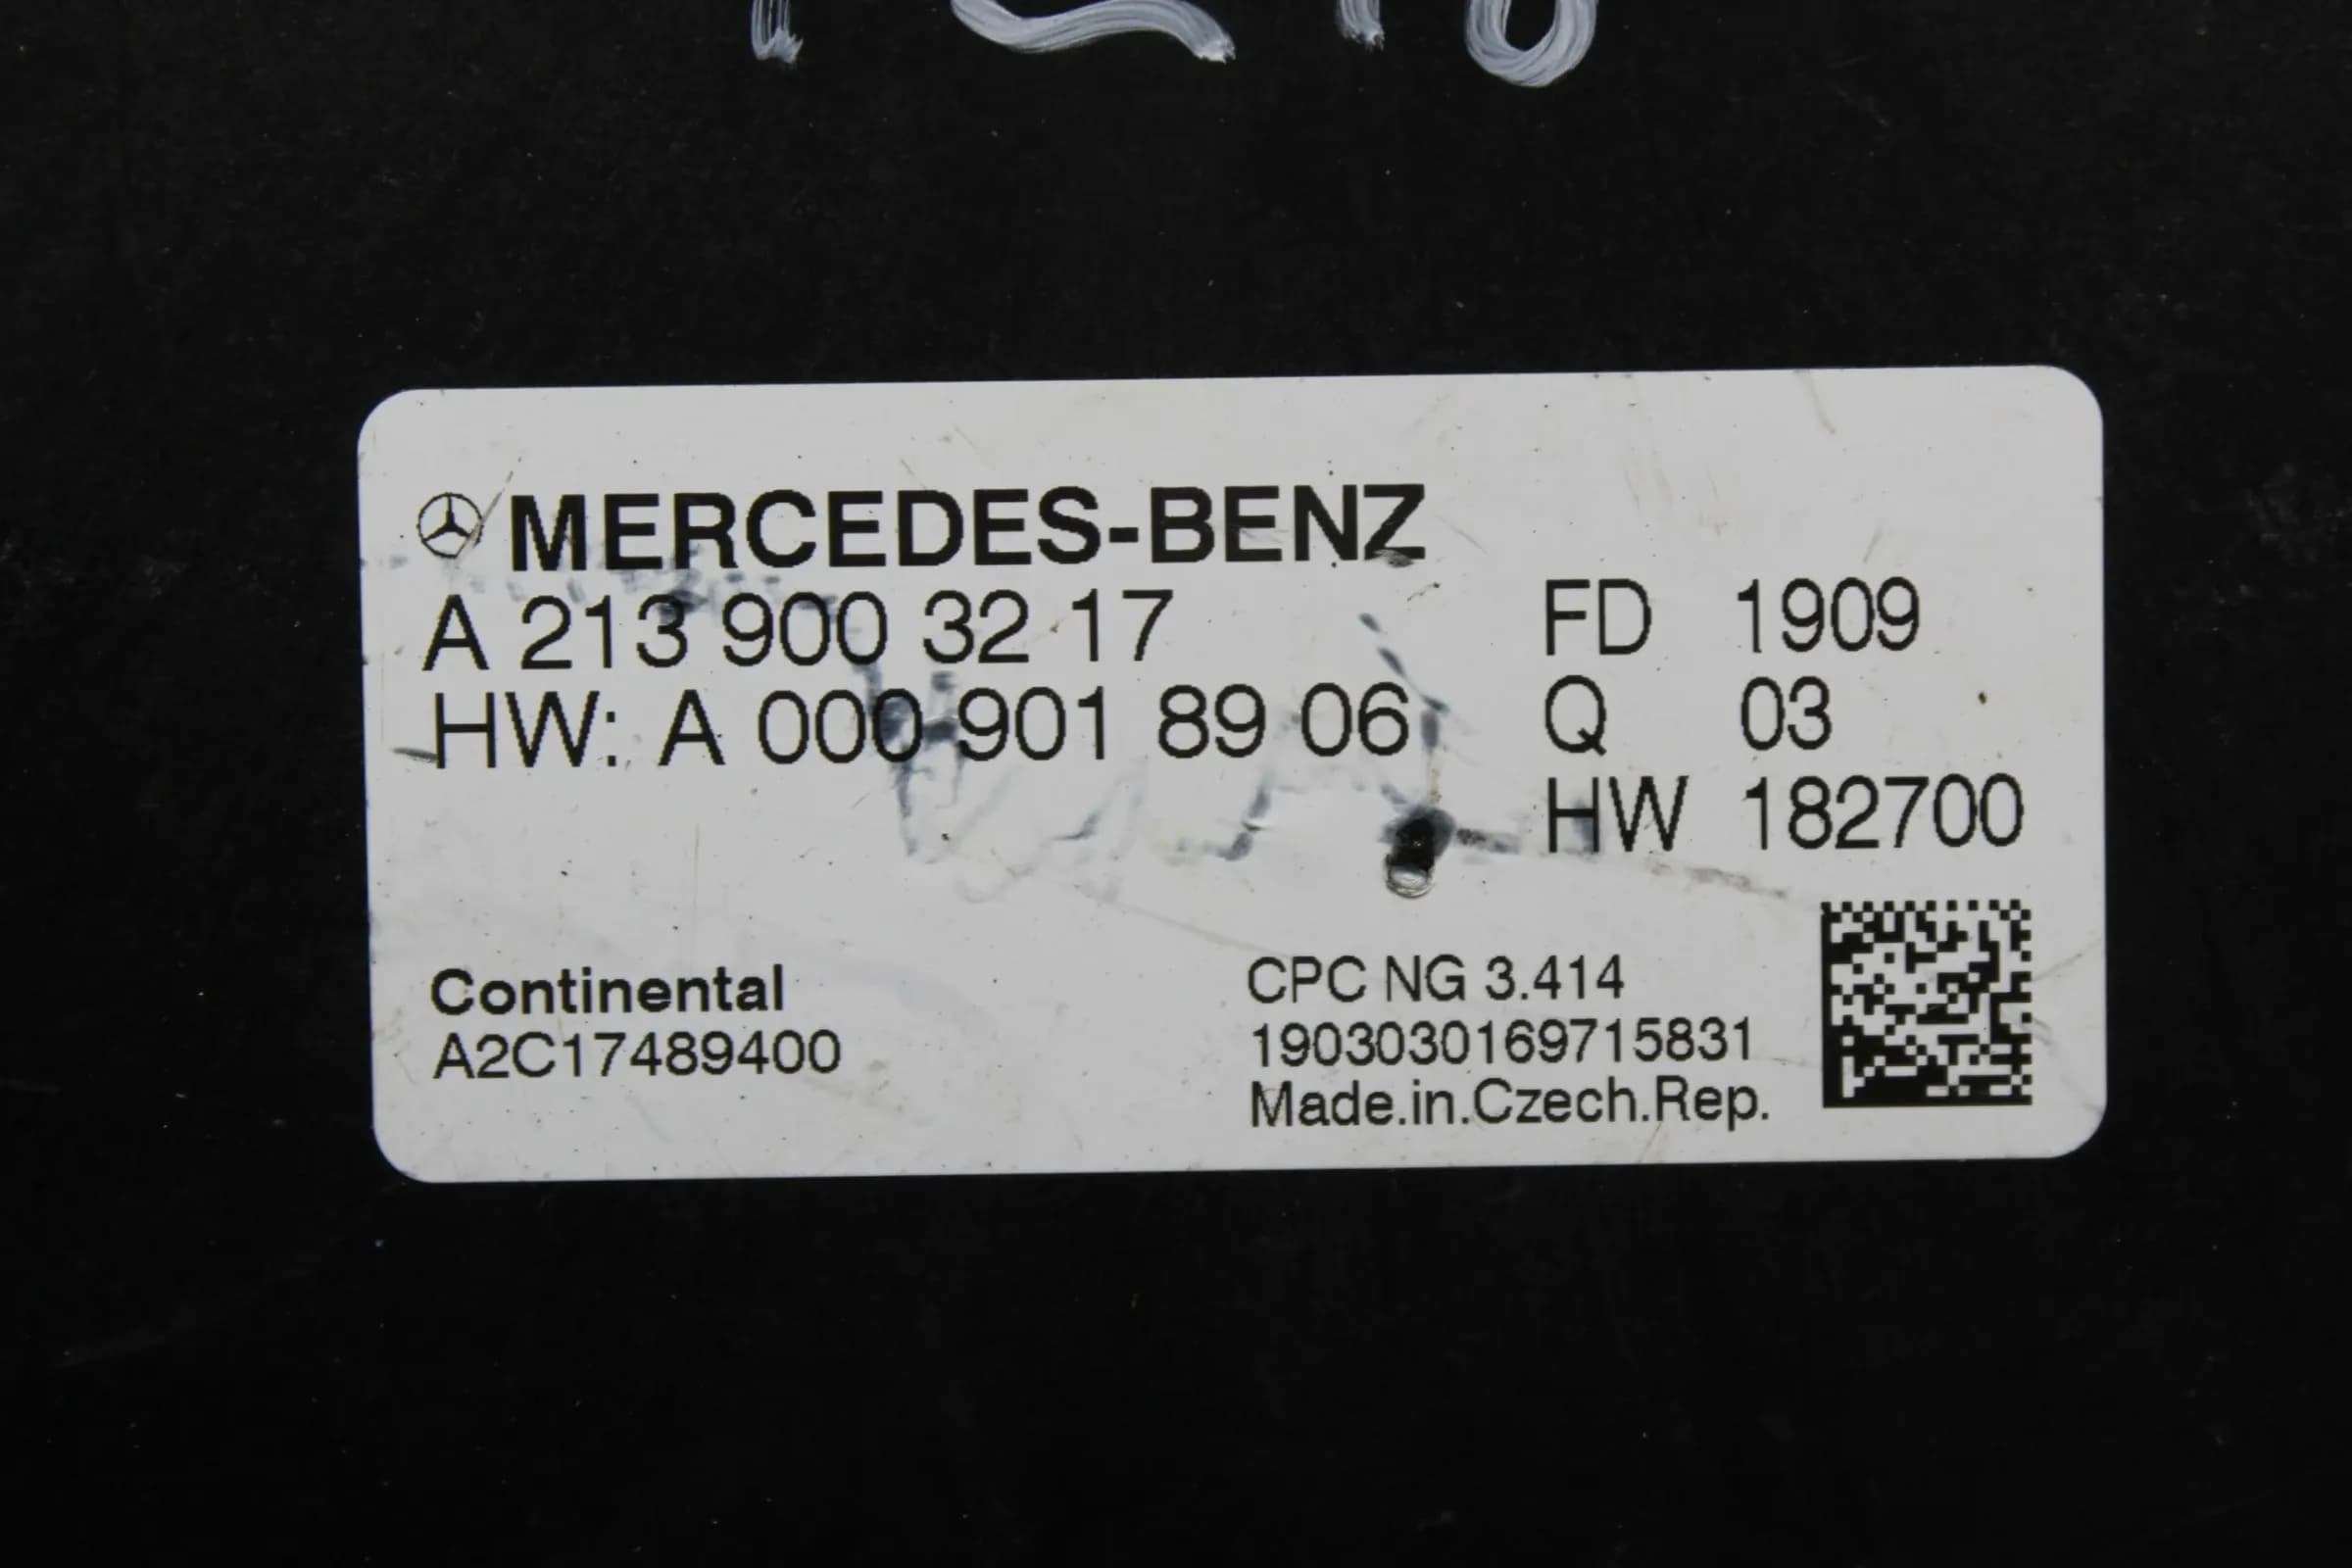 MERCEDES-BENZ
A 213 900 32 17
HW: A 000 901 89 06
FD 1909
Q 03
HW 182700
Continental
A2C17489400
CPC NG 3.414
1903030169715831
Made.in.Czech.Rep.